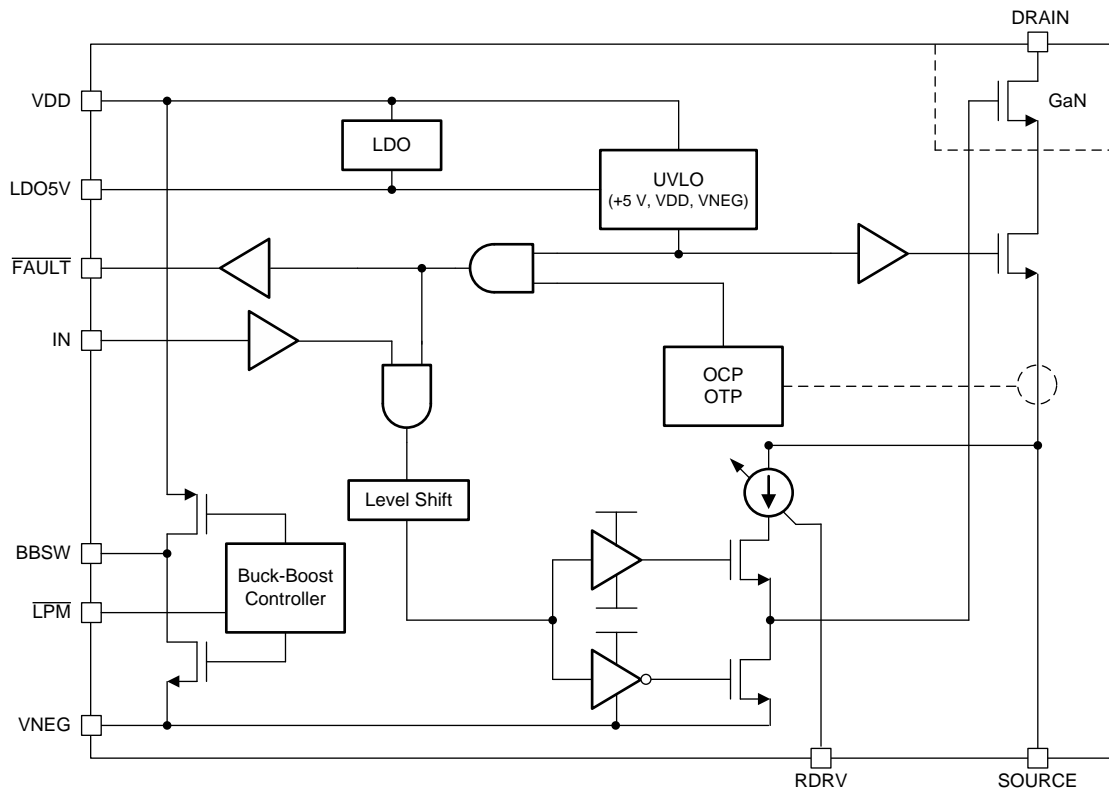 DRAIN
VDD
GaN
LDO
LDO5V
UVLO
(+5 V, VDD, VNEG)
FAULT
IN
OCP
OTP
Level Shift
BBSW
Buck-Boost
Controller
LPM
VNEG
RDRV
SOURCE